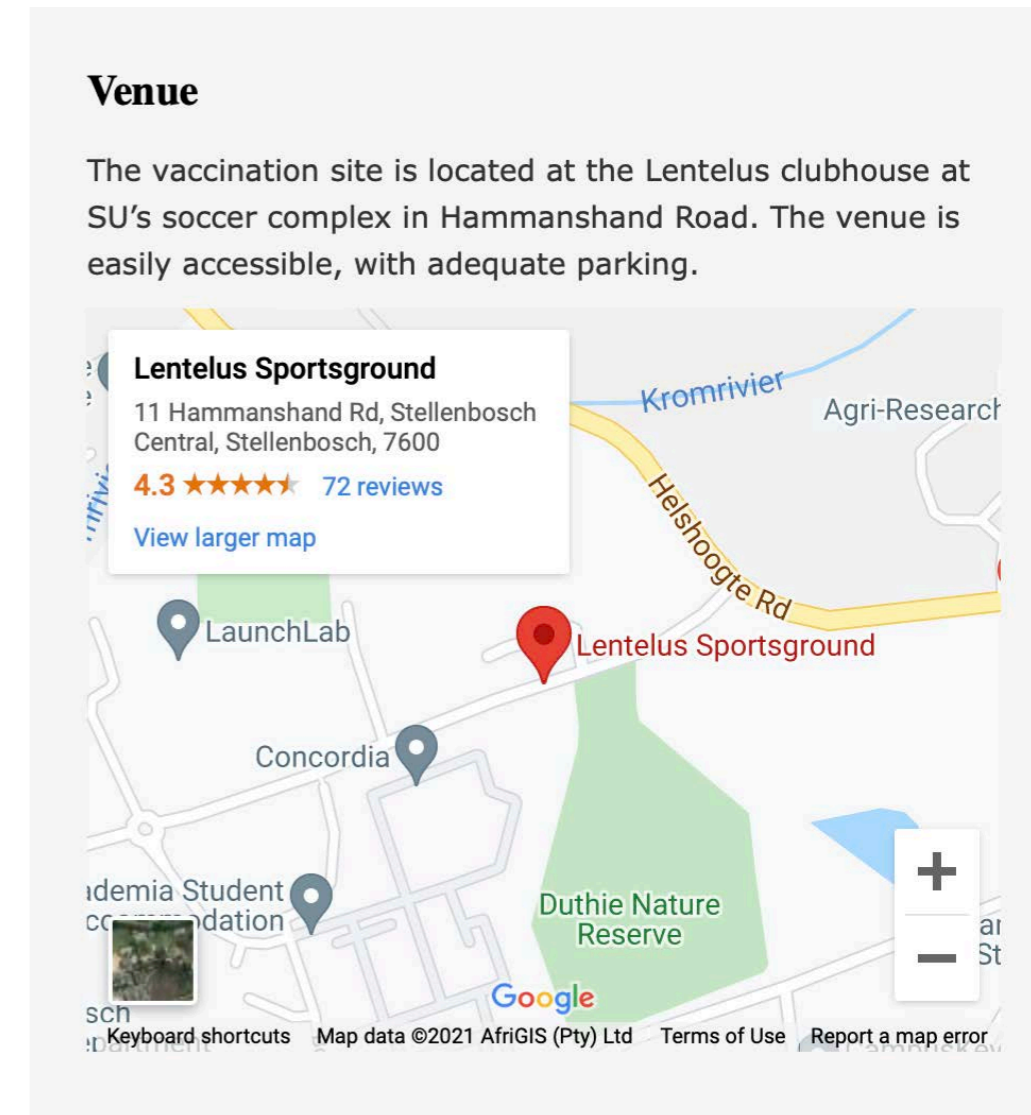 Venue
The vaccination site is located at the Lentelus clubhouse at
SU's soccer complex in Hammanshand Road. The venue is
easily accessible, with adequate parking.
Lentelus Sportsground
11 Hammanshand Rd, Stellenbosch
Central, Stellenbosch, 7600
4.3
72 reviews
View larger map
Kromrivier
Agri-Research
Helshoogte Rd
LaunchLab
Lentelus Sportsground
Concordia
Student
Duthie Nature
Reserve
Google
Keyboard shortcuts
Map data ©2021 AfriGIS (Pty) Ltd
Terms of Use
Report a map error